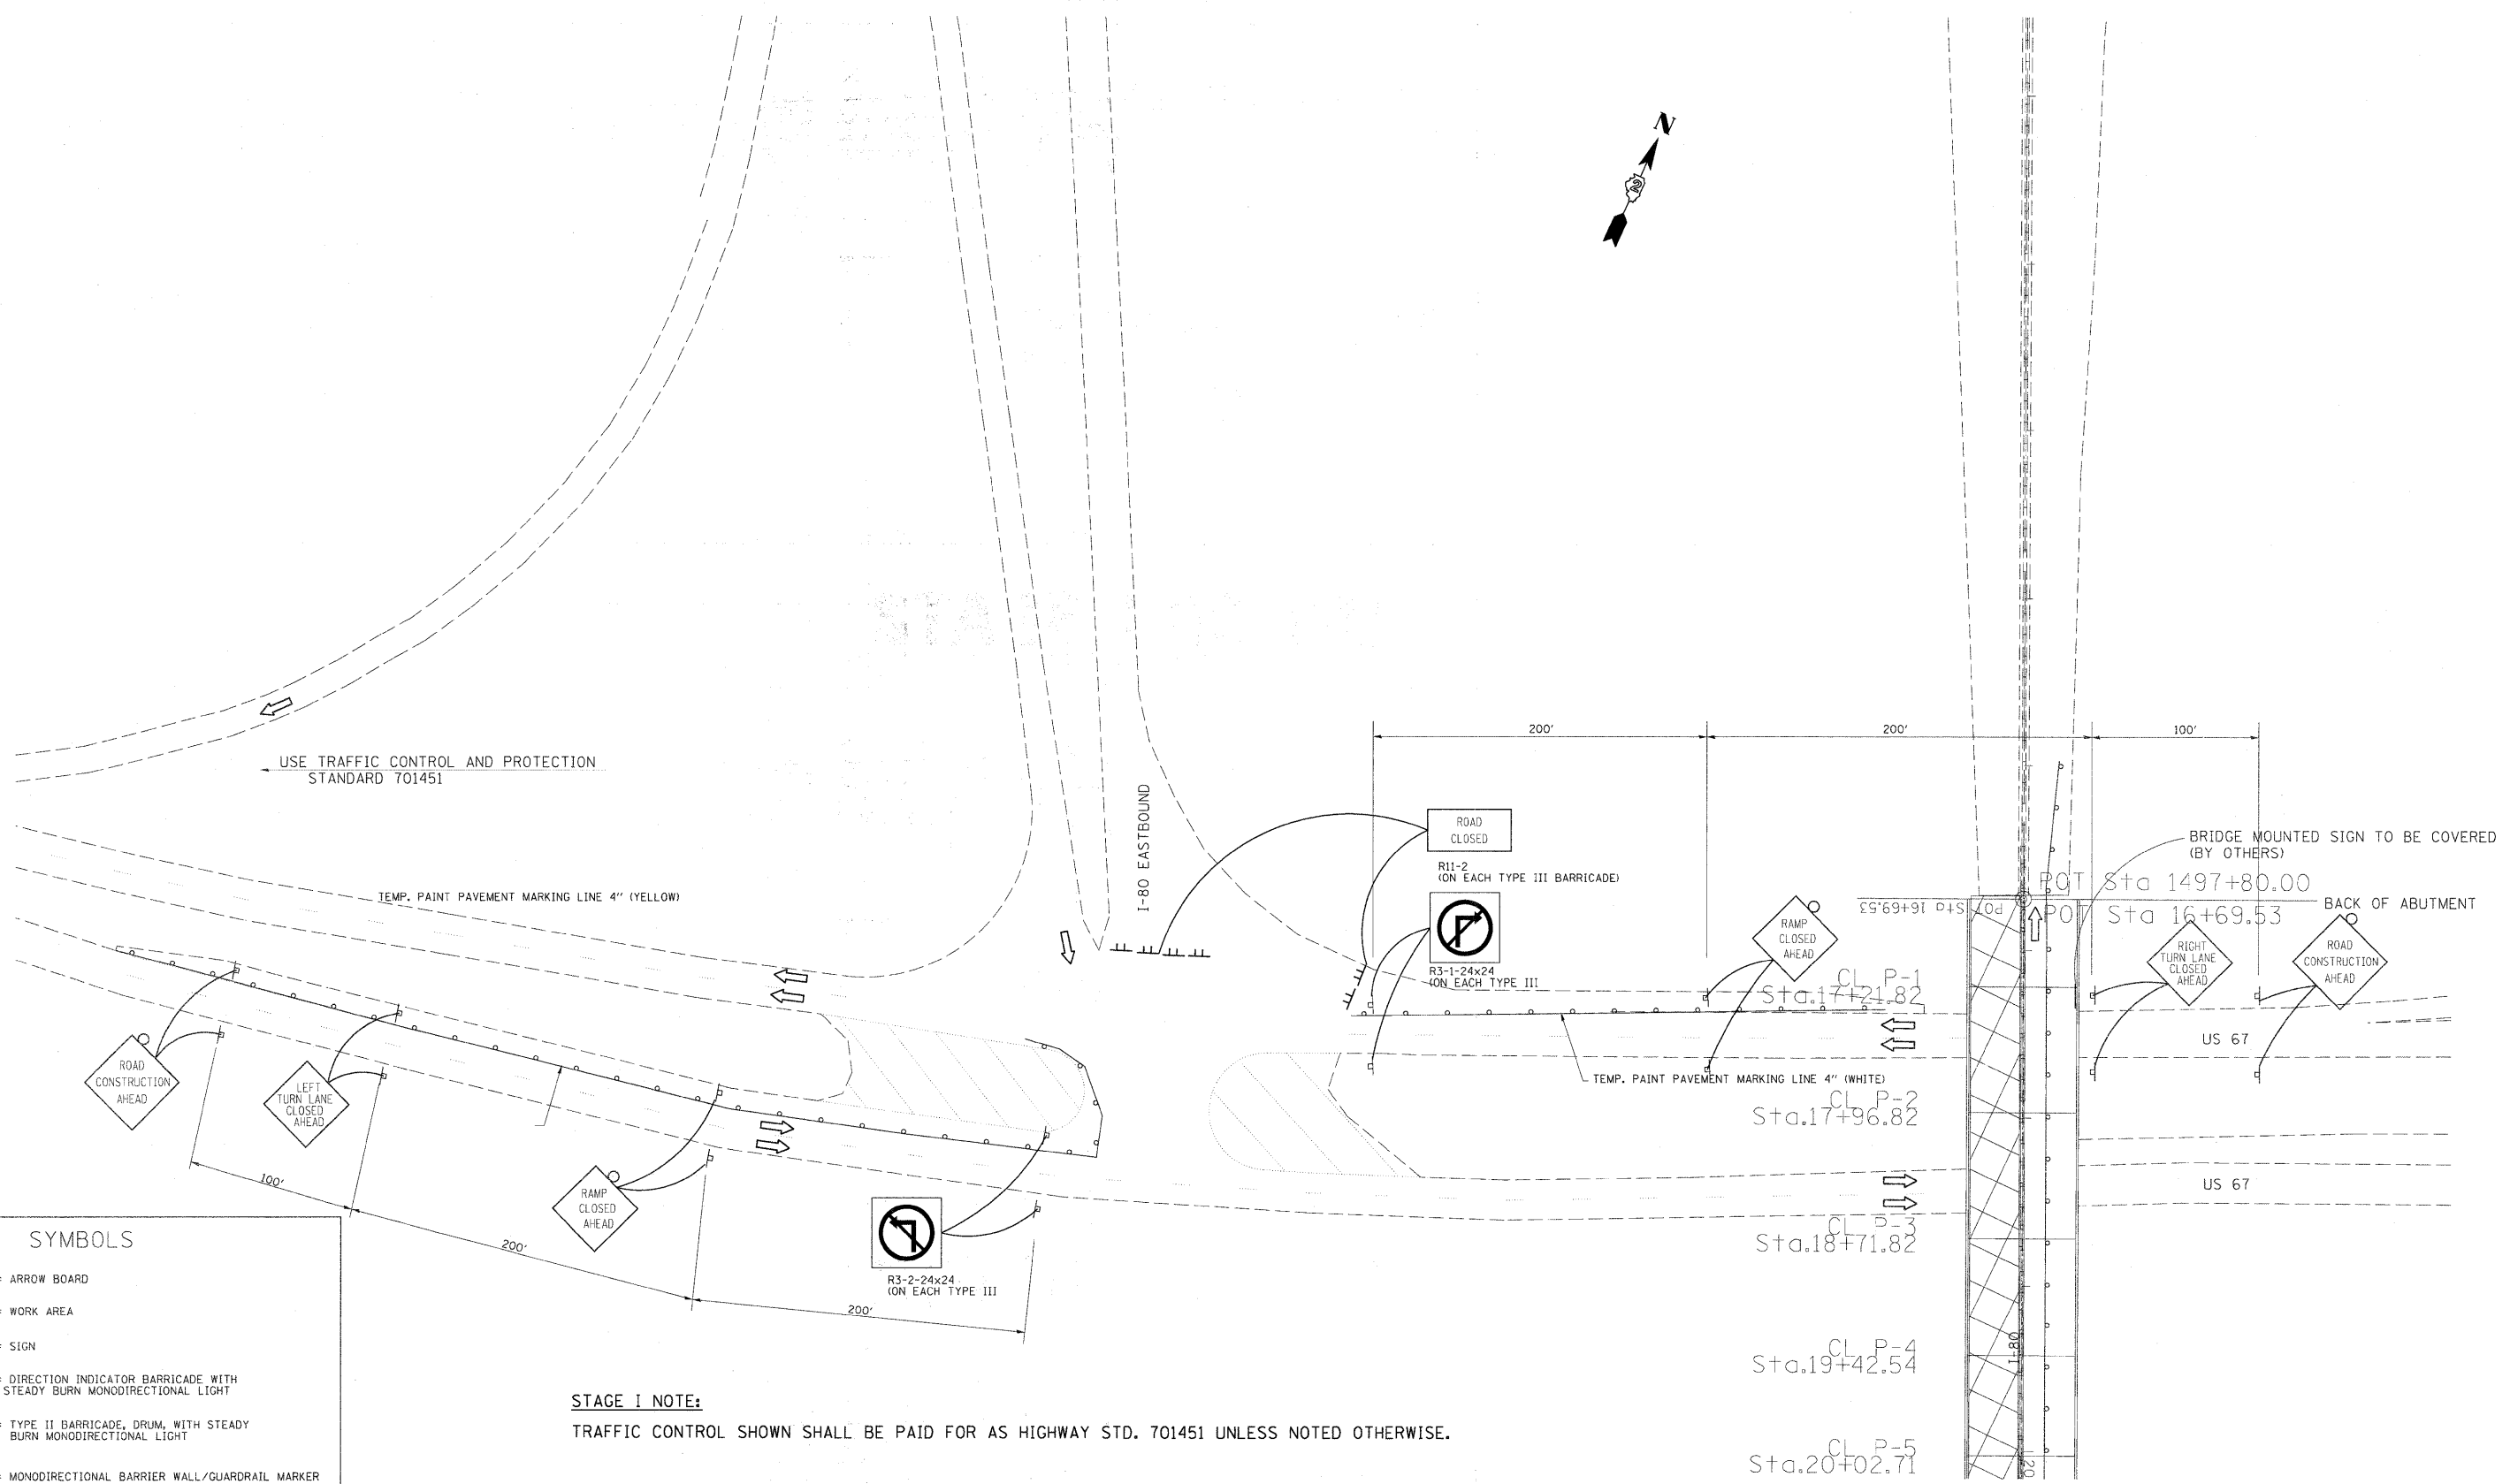 N
2
200'
200'
100'
USE TRAFFIC CONTROL AND PROTECTION
STANDARD 701451
I-80 EASTBOUND
ROAD
CLOSED
R11-2
(ON EACH TYPE III BARRICADE)
BRIDGE MOUNTED SIGN TO BE COVERED
(BY OTHERS)
TEMP. PAINT PAVEMENT MARKING LINE 4" (YELLOW)
POT Sta 1497+80.00
POT Sta 16+69.53
POT Sta 16+69.53
BACK OF ABUTMENT
R3-1-24x24
(ON EACH TYPE III
RAMP
CLOSED
AHEAD
RIGHT
TURN LANE
CLOSED
AHEAD
ROAD
CONSTRUCTION
AHEAD
CL P-1
Sta.17+21.82
US 67
TEMP. PAINT PAVEMENT MARKING LINE 4" (WHITE)
ROAD
CONSTRUCTION
AHEAD
LEFT
TURN LANE
CLOSED
AHEAD
CL P-2
Sta.17+96.82
100'
RAMP
CLOSED
AHEAD
US 67
200'
CL P-3
Sta.18+71.82
R3-2-24x24
(ON EACH TYPE III
200'
SYMBOLS
= ARROW BOARD
= WORK AREA
= SIGN
= DIRECTION INDICATOR BARRICADE WITH
STEADY BURN MONODIRECTIONAL LIGHT
= TYPE II BARRICADE, DRUM, WITH STEADY
BURN MONODIRECTIONAL LIGHT
= MONODIRECTIONAL BARRIER WALL/GUARDRAIL MARKER
I-80
CL P-4
Sta.19+42.54
STAGE I NOTE:
TRAFFIC CONTROL SHOWN SHALL BE PAID FOR AS HIGHWAY STD. 701451 UNLESS NOTED OTHERWISE.
CL P-5
Sta.20+02.71
20